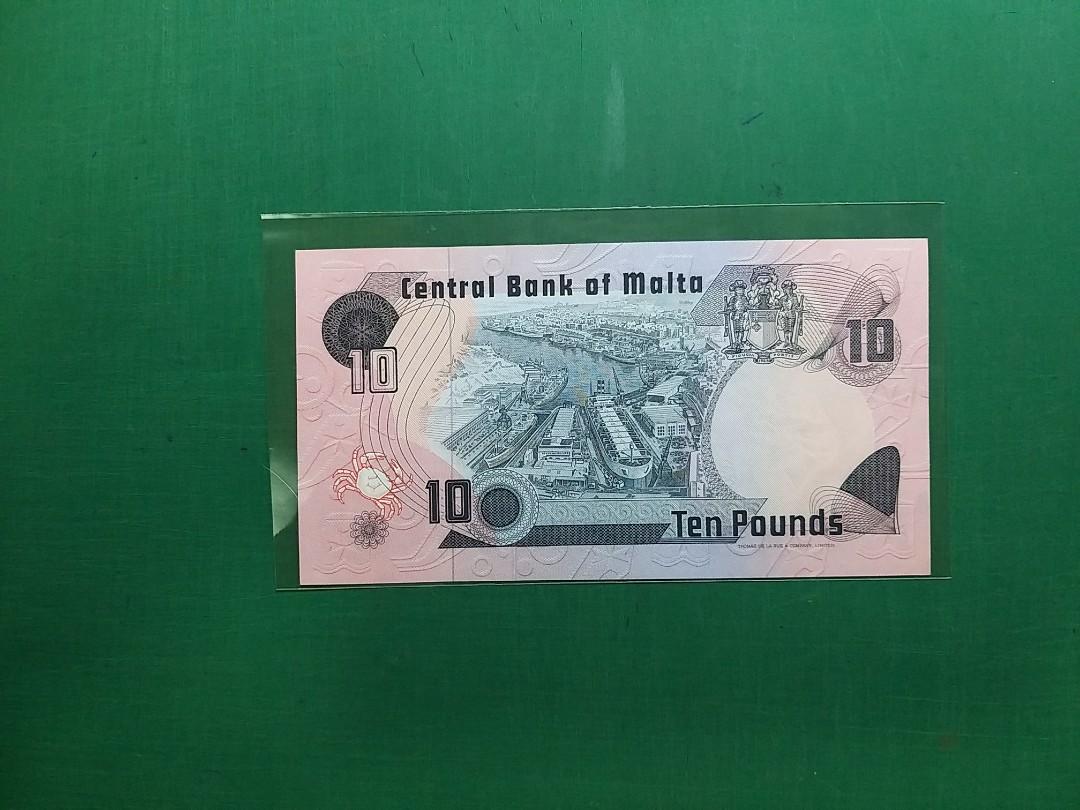 Central Bank of Malta
10
10
10
Ten Pounds
THOMAS DE LA RUE & COMPANY, LIMITED